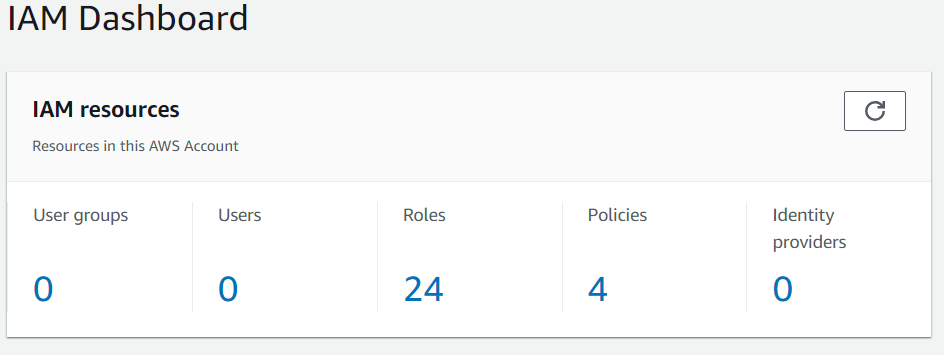 IAM Dashboard
IAM resources
Resources in this AWS Account
User groups
0
Users
0
Roles
24
Policies
4
Identity
providers
0